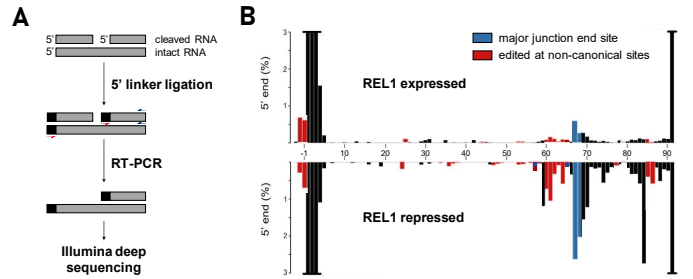 A
5' 5' cleaved RNA
5' intact RNA
5' linker ligation
RT-PCR
Illumina deep
sequencing
B
major junction end site
edited at non-canonical sites
REL1 expressed
5' end (%)
3
2
1
-1 10 20 30 40 50 60 70 80 90
REL1 repressed
5' end (%)
1
2
3